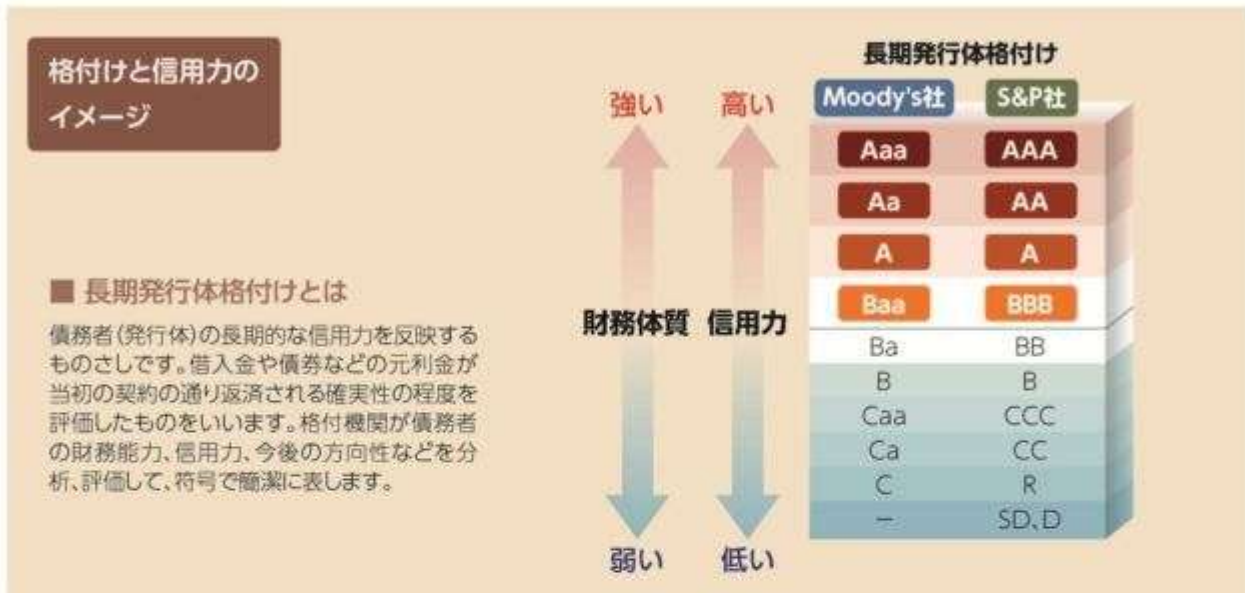 格付けと信用力の
イメージ
■ 長期発行体格付けとは
債務者(発行体)の長期的な信用力を反映する
ものさしです。借入金や債券などの元利金が
当初の契約の通り返済される確実性の程度を
評価したものをいいます。格付機関が債務者
の財務能力、信用力、今後の方向性などを分
析、評価して、符号で簡潔に表します。
強い 高い
財務体質 信用力
弱い 低い
長期発行体格付け
Moody's社 S&P社
Aaa AAA
Aa AA
A A
Baa BBB
Ba BB
B B
Caa CCC
Ca CC
C R
– SD、D